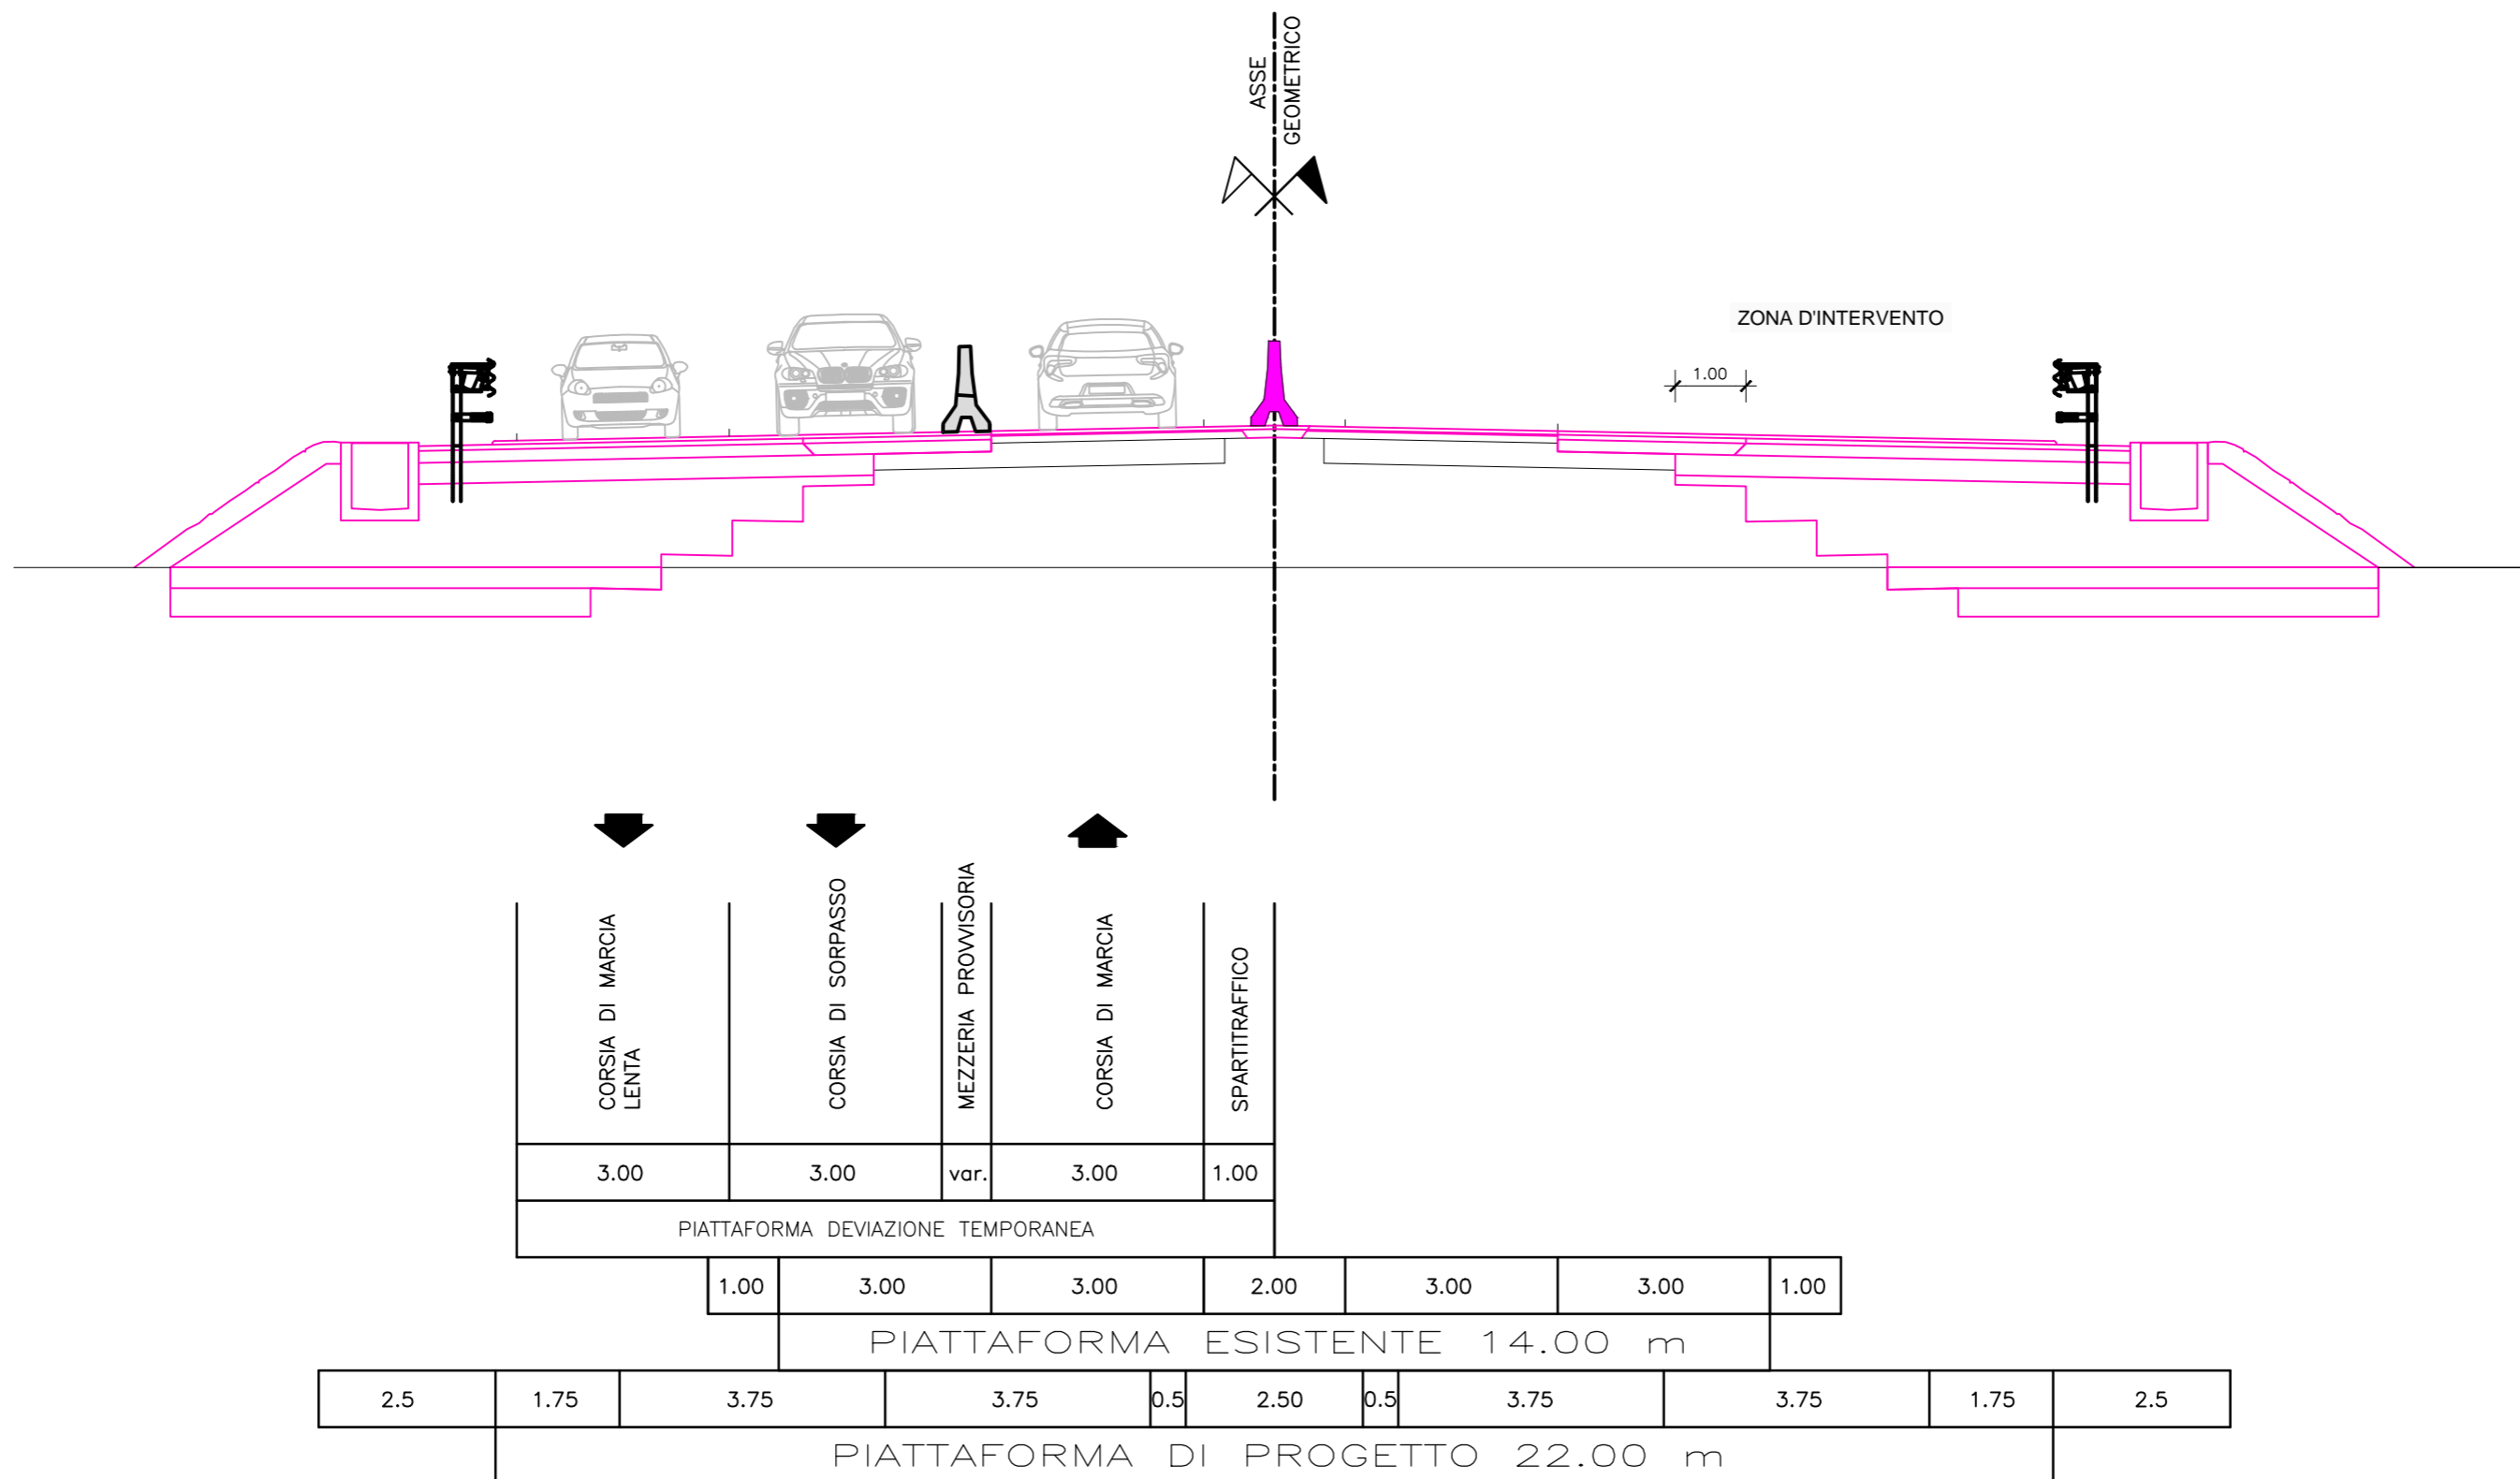 ASSE
GEOMETRICO
ZONA D'INTERVENTO
1.00
CORSIA DI MARCIA
LENTA
CORSIA DI SORPASSO
MEZZERIA PROVVISORIA
CORSIA DI MARCIA
SPARTITRAFFICO
3.00 3.00 var. 3.00 1.00
PIATTAFORMA DEVIAZIONE TEMPORANEA
1.00 3.00 3.00 2.00 3.00 3.00 1.00
PIATTAFORMA ESISTENTE 14.00 m
2.5 1.75 3.75 3.75 0.5 2.50 0.5 3.75 3.75 1.75 2.5
PIATTAFORMA DI PROGETTO 22.00 m